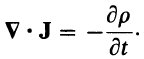 ∇ · J = − ∂ρ/∂t.